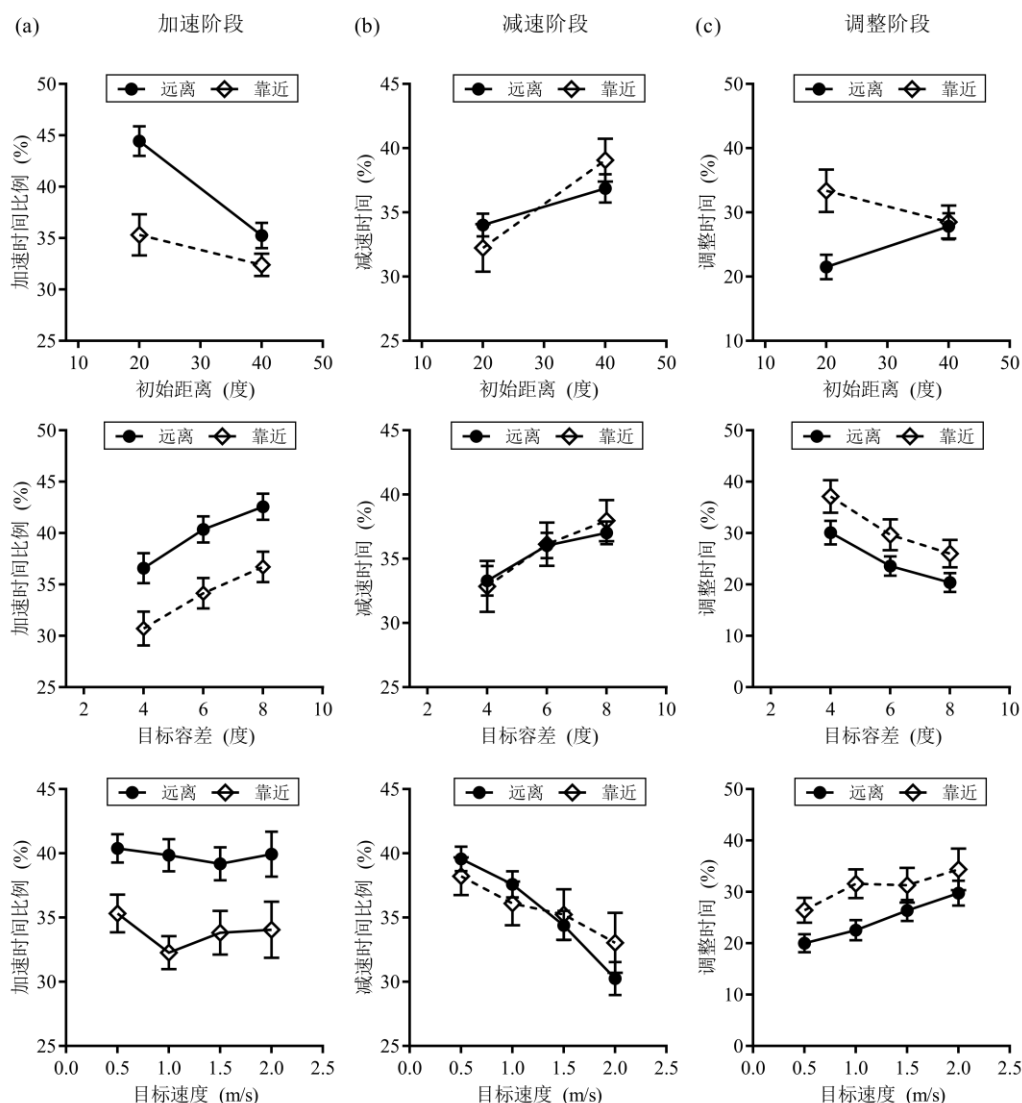 (a) 加速阶段 (b) 减速阶段 (c) 调整阶段
远离 靠近
加速时间比例 (%)
50
45
40
35
30
25
10 20 30 40 50
初始距离 (度)
远离 靠近
减速时间 (%)
45
40
35
30
25
10 20 30 40 50
初始距离 (度)
远离 靠近
调整时间 (%)
50
40
30
20
10
10 20 30 40 50
初始距离 (度)
远离 靠近
加速时间比例 (%)
50
45
40
35
30
25
2 4 6 8 10
目标容差 (度)
远离 靠近
减速时间 (%)
45
40
35
30
25
2 4 6 8 10
目标容差 (度)
远离 靠近
调整时间 (%)
50
40
30
20
10
0
2 4 6 8 10
目标容差 (度)
远离 靠近
加速时间比例 (%)
45
40
35
30
25
0.0 0.5 1.0 1.5 2.0 2.5
目标速度 (m/s)
远离 靠近
减速时间比例 (%)
45
40
35
30
25
0.0 0.5 1.0 1.5 2.0 2.5
目标速度 (m/s)
远离 靠近
调整时间 (%)
50
40
30
20
10
0
0.0 0.5 1.0 1.5 2.0 2.5
目标速度 (m/s)